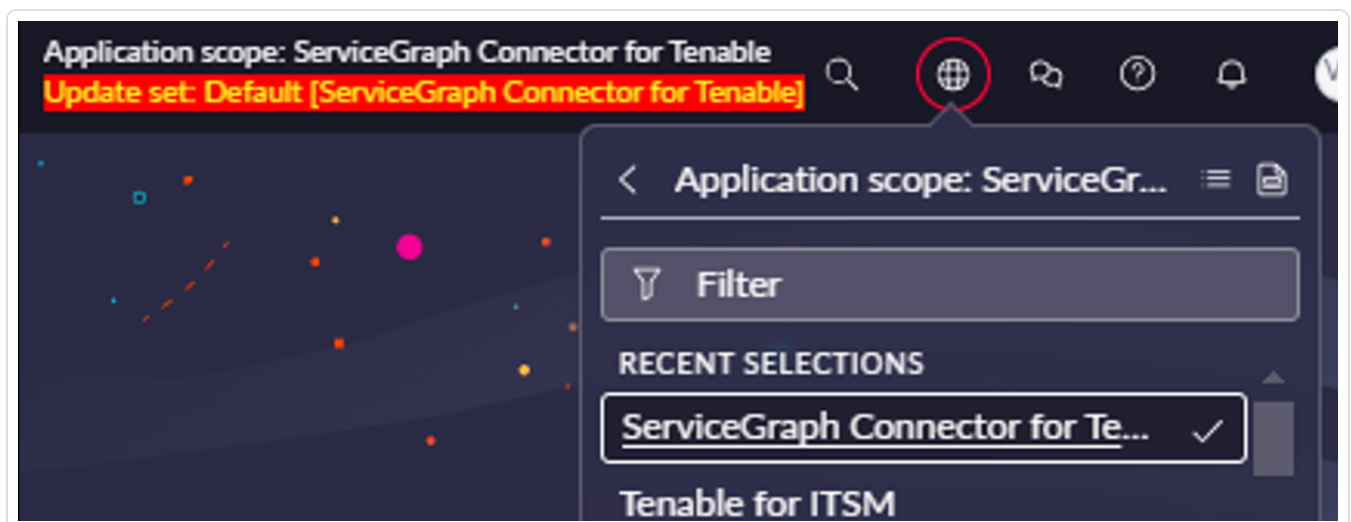 Application scope: ServiceGraph Connector for Tenable
Update set: Default [ServiceGraph Connector for Tenable]
Application scope: ServiceGr...
Filter
RECENT SELECTIONS
ServiceGraph Connector for Te...
Tenable for ITSM